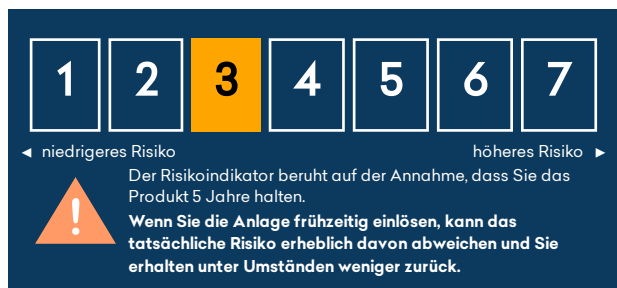 1 2 3 4 5 6 7
◄ niedrigeres Risiko höheres Risiko ►
Der Risikoindikator beruht auf der Annahme, dass Sie das
Produkt 5 Jahre halten.
Wenn Sie die Anlage frühzeitig einlösen, kann das
tatsächliche Risiko erheblich davon abweichen und Sie
erhalten unter Umständen weniger zurück.